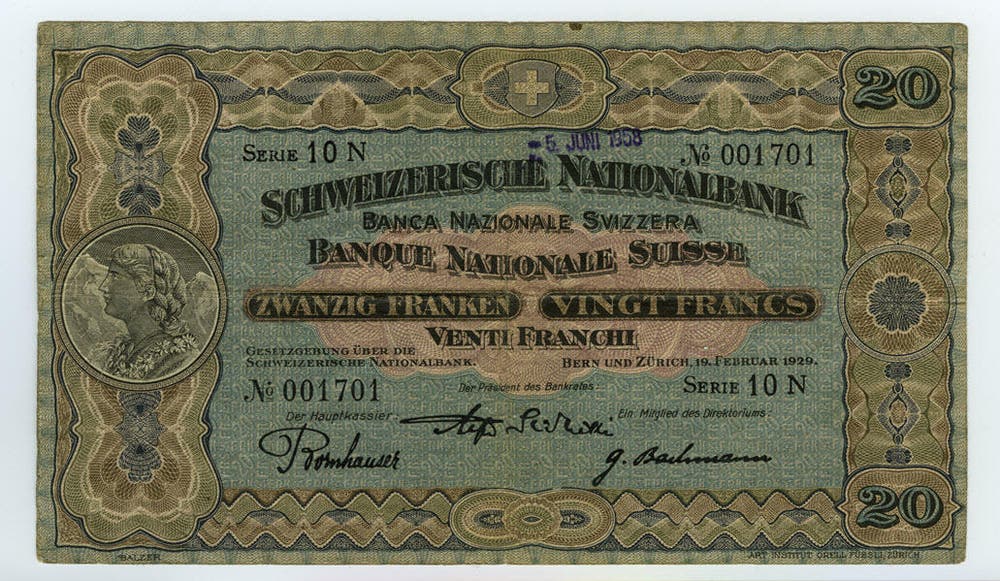 20
5. JUNI 1958
SERIE 10 N
№ 001701
SCHWEIZERISCHE NATIONALBANK
BANCA NAZIONALE SVIZZERA
BANQUE NATIONALE SUISSE
ZWANZIG FRANKEN VINGT FRANCS
VENTI FRANCHI
GESETZGEBUNG ÜBER DIE
SCHWEIZERISCHE NATIONALBANK.
BERN UND ZÜRICH, 19. FEBRUAR 1929.
№ 001701
Der Präsident des Bankrates:
SERIE 10 N
Der Hauptkassier:
Ein Mitglied des Direktoriums:
Bornhauser
G. Bachmann
20
BALZER
ART. INSTITUT ORELL FÜSSLI, ZÜRICH